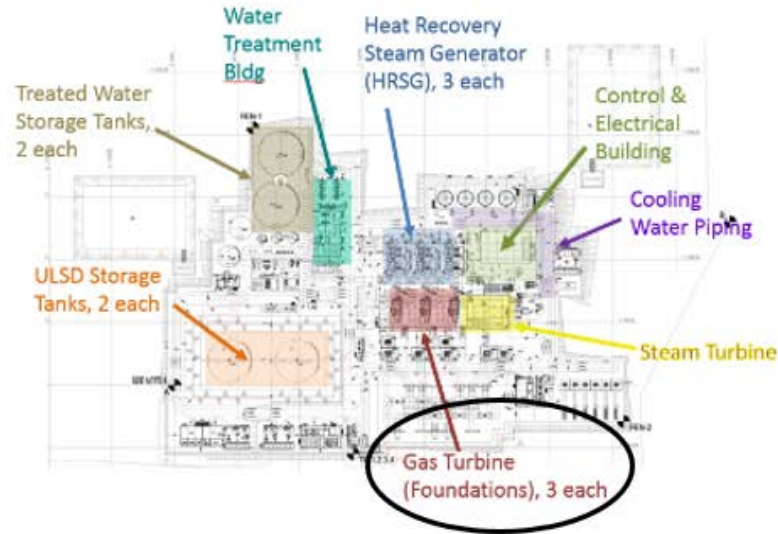 Water
Treatment
Bldg
Heat Recovery
Steam Generator
(HRSG), 3 each
Treated Water
Storage Tanks,
2 each
Control &
Electrical
Building
Cooling
Water Piping
ULSD Storage
Tanks, 2 each
Steam Turbine
Gas Turbine
(Foundations), 3 each